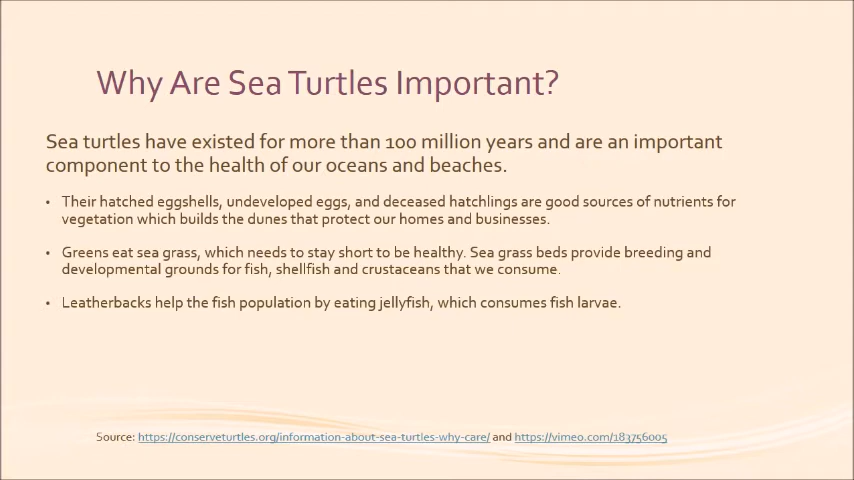 Why Are Sea Turtles Important?
Sea turtles have existed for more than 100 million years and are an important
component to the health of our oceans and beaches.
• Their hatched eggshells, undeveloped eggs, and deceased hatchlings are good sources of nutrients for
vegetation which builds the dunes that protect our homes and businesses.
• Greens eat sea grass, which needs to stay short to be healthy. Sea grass beds provide breeding and
developmental grounds for fish, shellfish and crustaceans that we consume.
• Leatherbacks help the fish population by eating jellyfish, which consumes fish larvae.
Source: https://conserveturtles.org/information-about-sea-turtles-why-care/ and https://vimeo.com/183756005